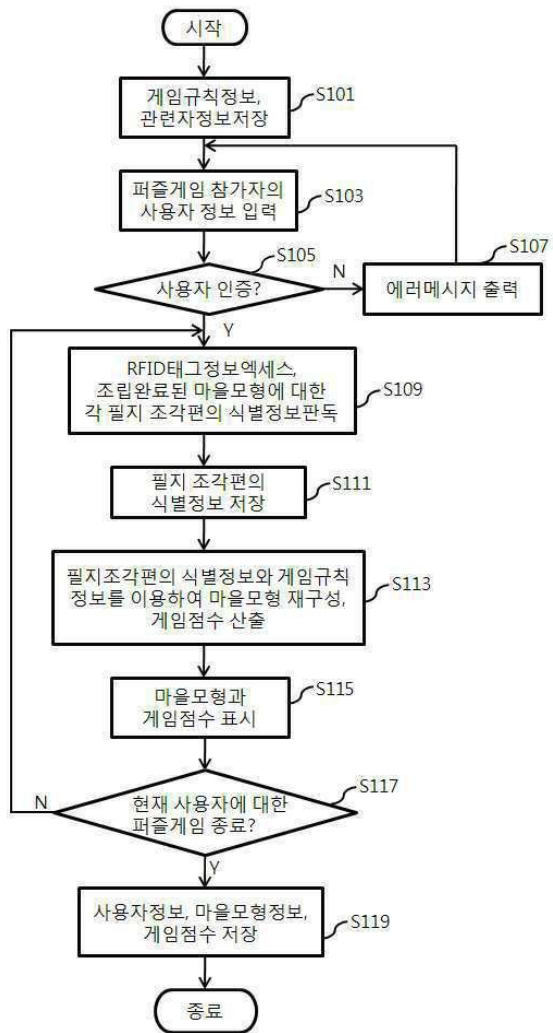 시작
게임규칙정보,
관련자정보저장
S101
퍼즐게임 참가자의
사용자 정보 입력
S103
S105
사용자 인증?
N
S107
에러메시지 출력
Y
RFID태그정보엑세스,
조립완료된 마을모형에 대한
각 필지 조각편의 식별정보판독
S109
필지 조각편의
식별정보 저장
S111
필지조각편의 식별정보와 게임규칙
정보를 이용하여 마을모형 재구성,
게임점수 산출
S113
마을모형과
게임점수 표시
S115
현재 사용자에 대한
퍼즐게임 종료?
S117
N
Y
사용자정보, 마을모형정보,
게임점수 저장
S119
종료